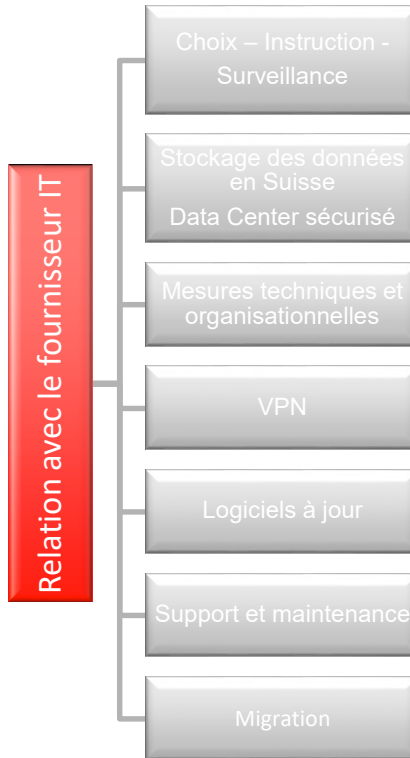 Relation avec le fournisseur IT
Choix – Instruction -
Surveillance
Stockage des données
en Suisse
Data Center sécurisé
Mesures techniques et
organisationnelles
VPN
Logiciels à jour
Support et maintenance
Migration